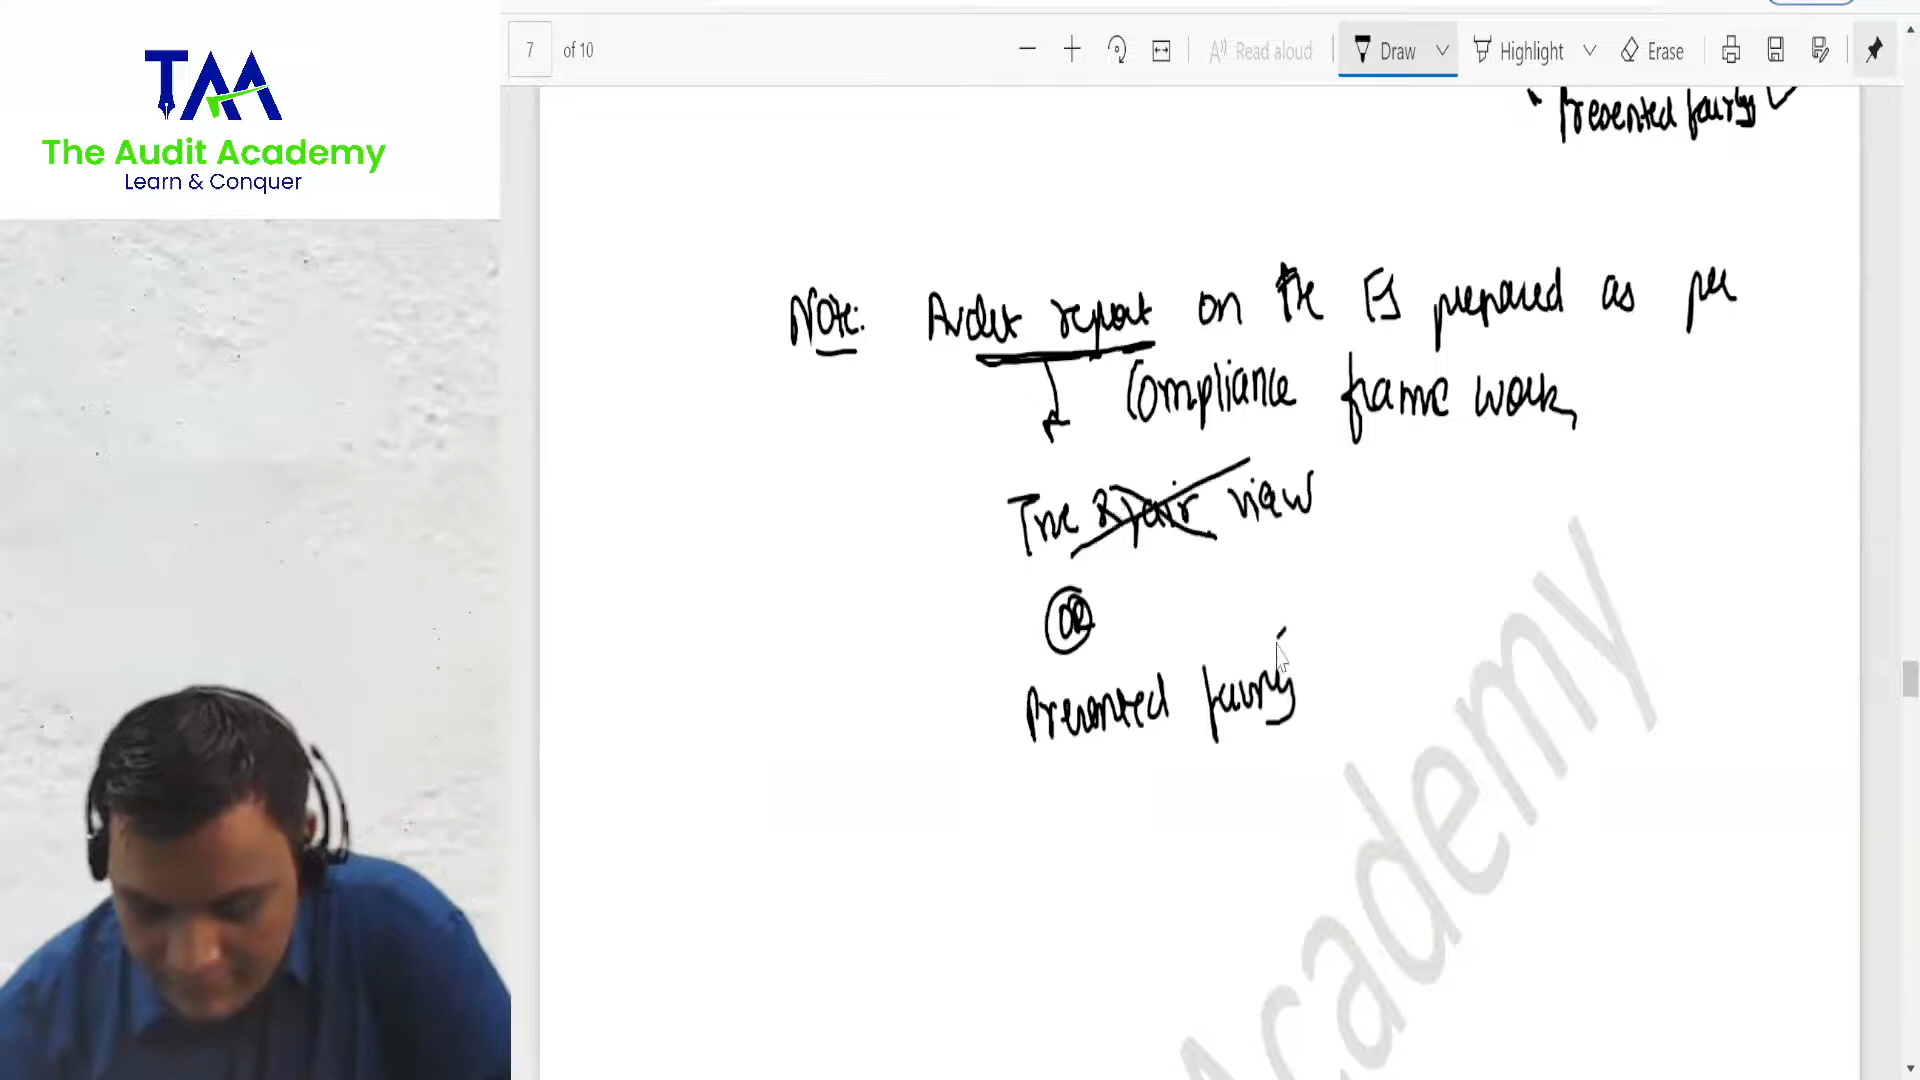 TAA
The Audit Academy
Learn & Conquer
7 of 10
Read aloud
Draw
Highlight
Erase
Presented fairly
Note: Audit report on the FS prepared as per
Compliance frame work,
True & fair view
OR
Presented fairly
Academy